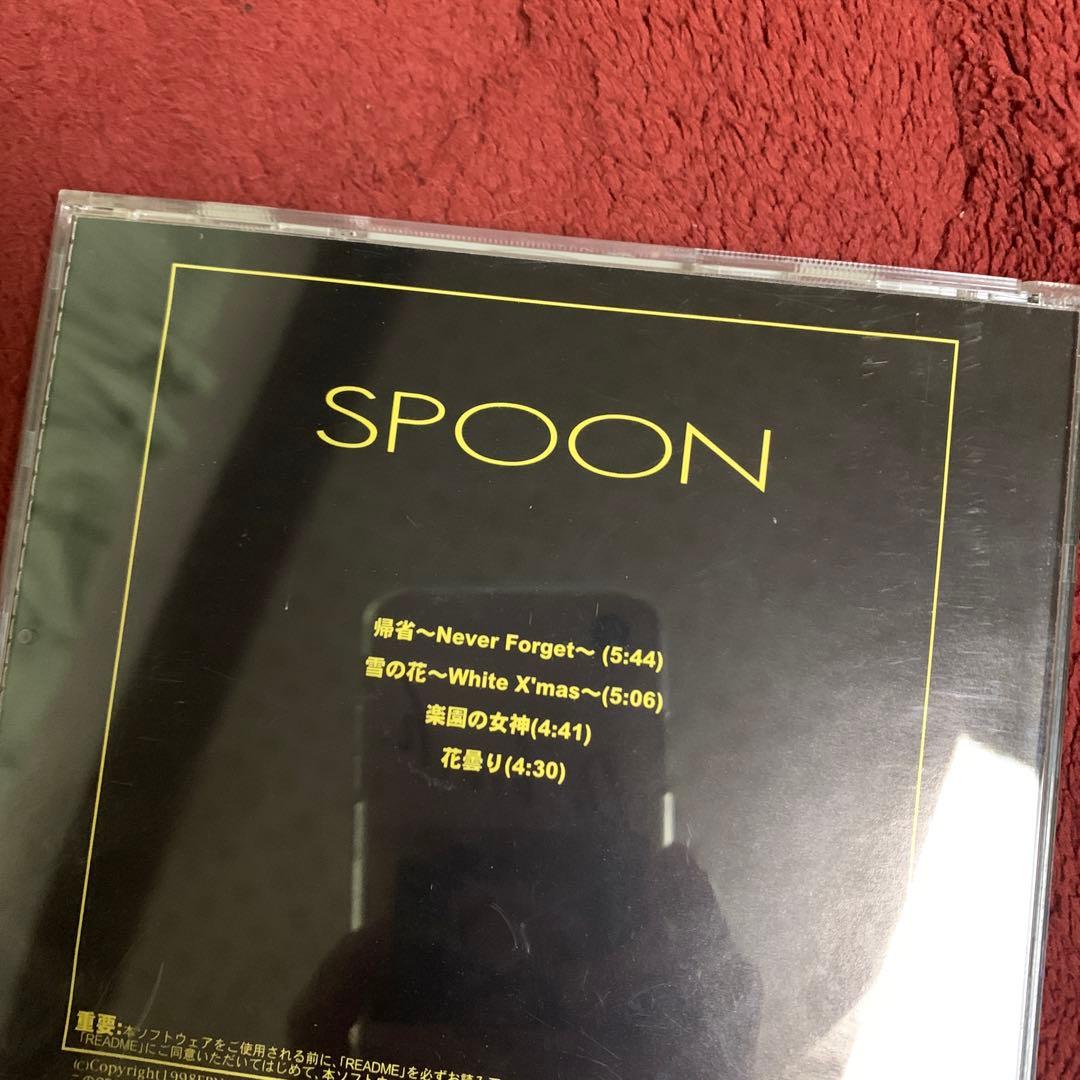 SPOON
帰省～Never Forget～ (5:44)
雪の花～White X'mas～(5:06)
楽園の女神(4:41)
花曇り(4:30)
重要:本ソフトウェアをご使用される前に、「README」を必ずお読み
「README」にご同意いただいてはじめて、本ソフトウ
(c)Copyright1998